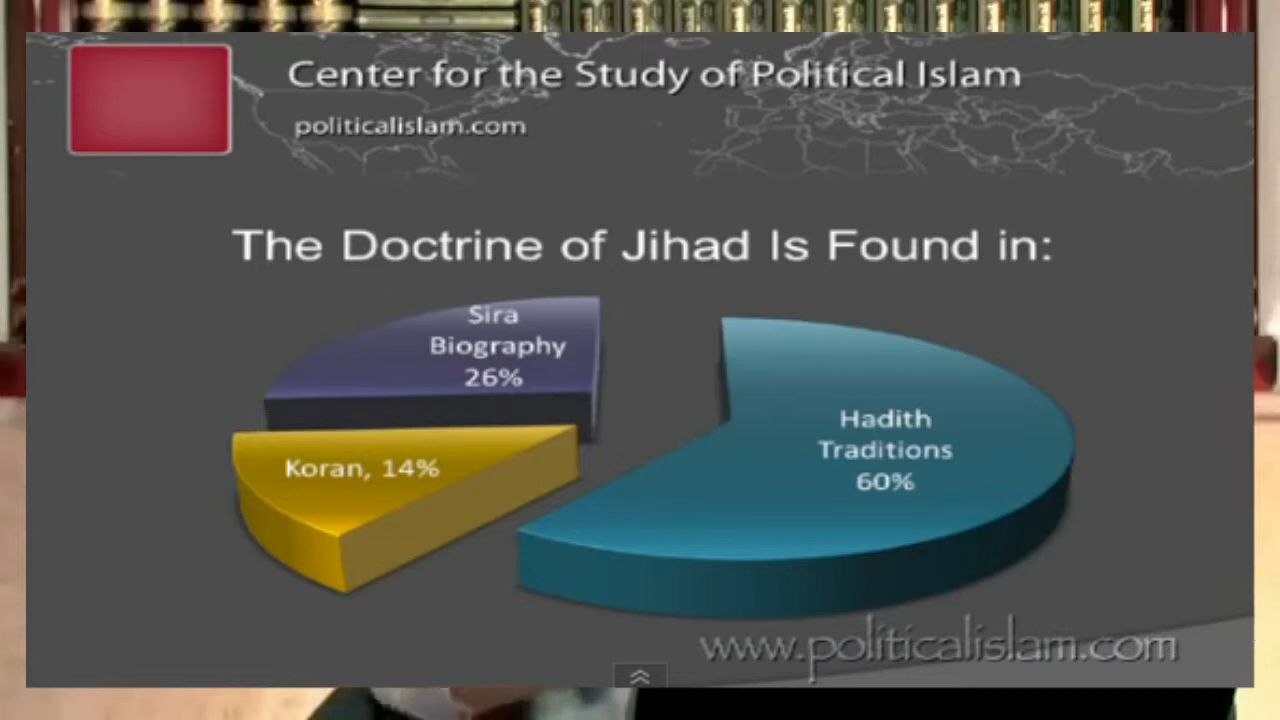 Center for the Study of Political Islam
politicalislam.com
The Doctrine of Jihad Is Found in:
Sira
Biography
26%
Koran, 14%
Hadith
Traditions
60%
www.politicalislam.com